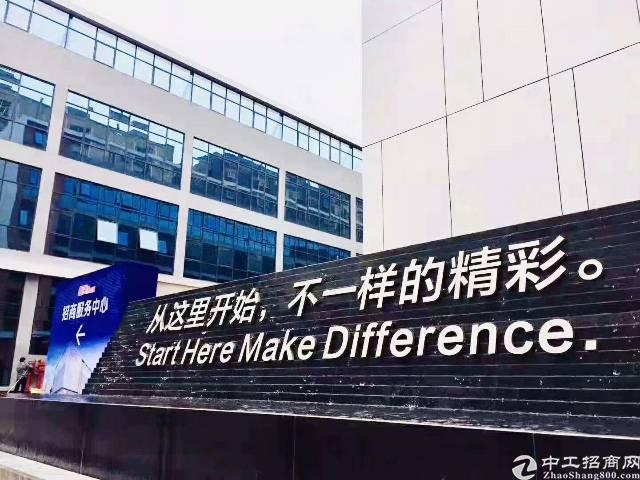 招商服务中心
从这里开始，不一样的精彩。
Start Here Make Difference.
中工招商网
ZhaoShang800.com